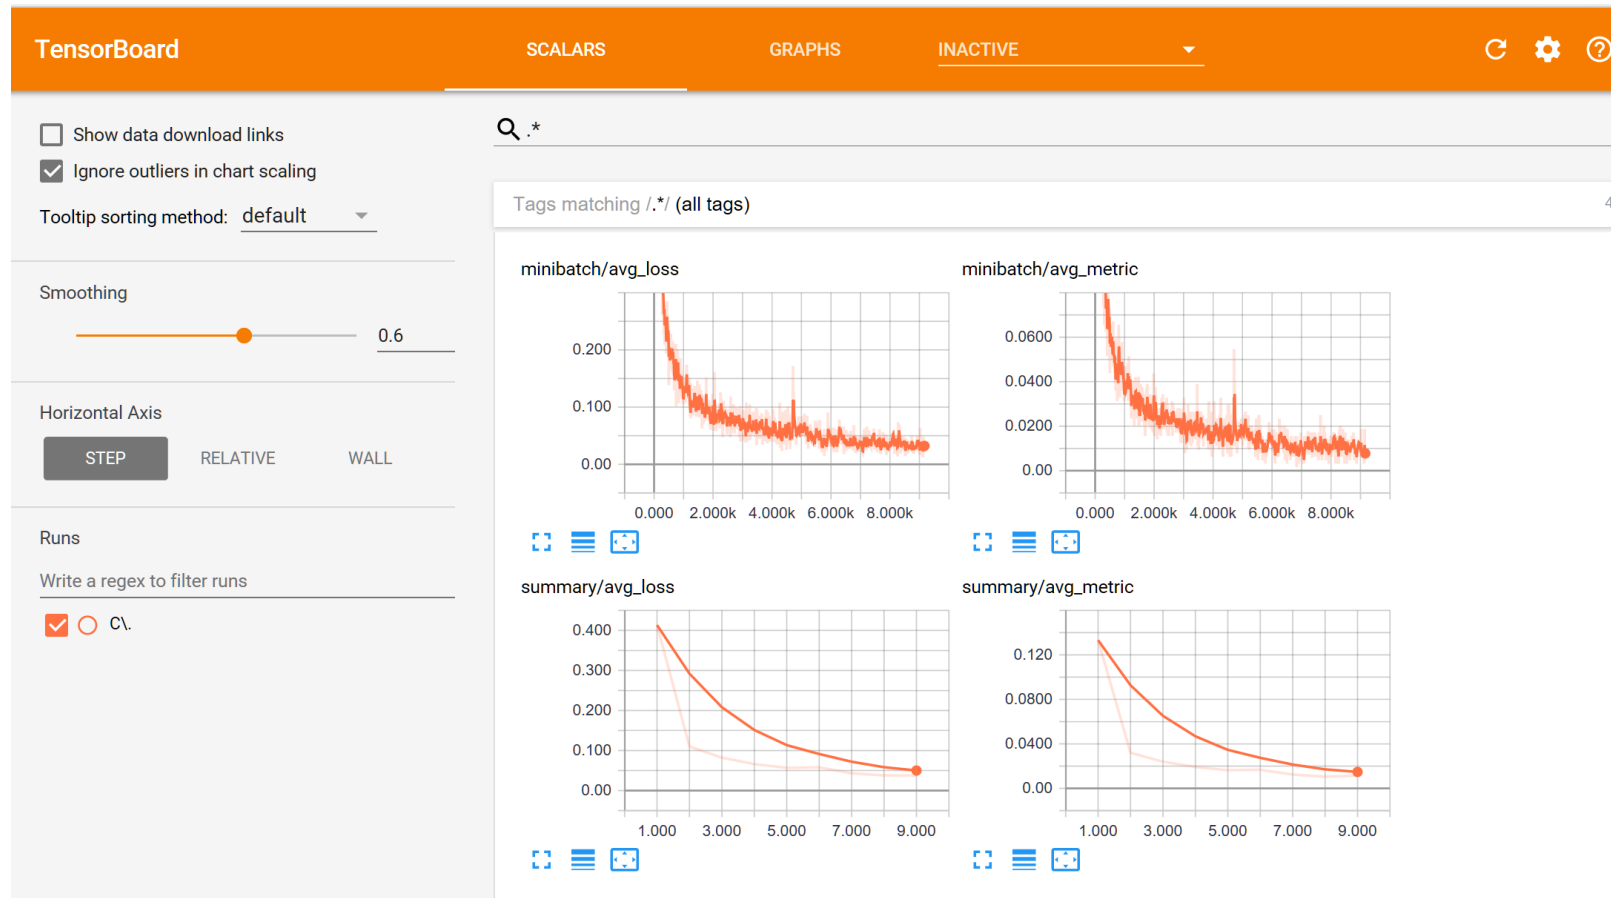 TensorBoard
SCALARS
GRAPHS
INACTIVE
Show data download links
Ignore outliers in chart scaling
Tooltip sorting method: default
Smoothing
0.6
Horizontal Axis
STEP RELATIVE WALL
Runs
Write a regex to filter runs
C\.
.*
Tags matching /.*/ (all tags)
4
minibatch/avg_loss
0.200
0.100
0.00
0.000 2.000k 4.000k 6.000k 8.000k
minibatch/avg_metric
0.0600
0.0400
0.0200
0.00
0.000 2.000k 4.000k 6.000k 8.000k
summary/avg_loss
0.400
0.300
0.200
0.100
0.00
1.000 3.000 5.000 7.000 9.000
summary/avg_metric
0.120
0.0800
0.0400
0.00
1.000 3.000 5.000 7.000 9.000